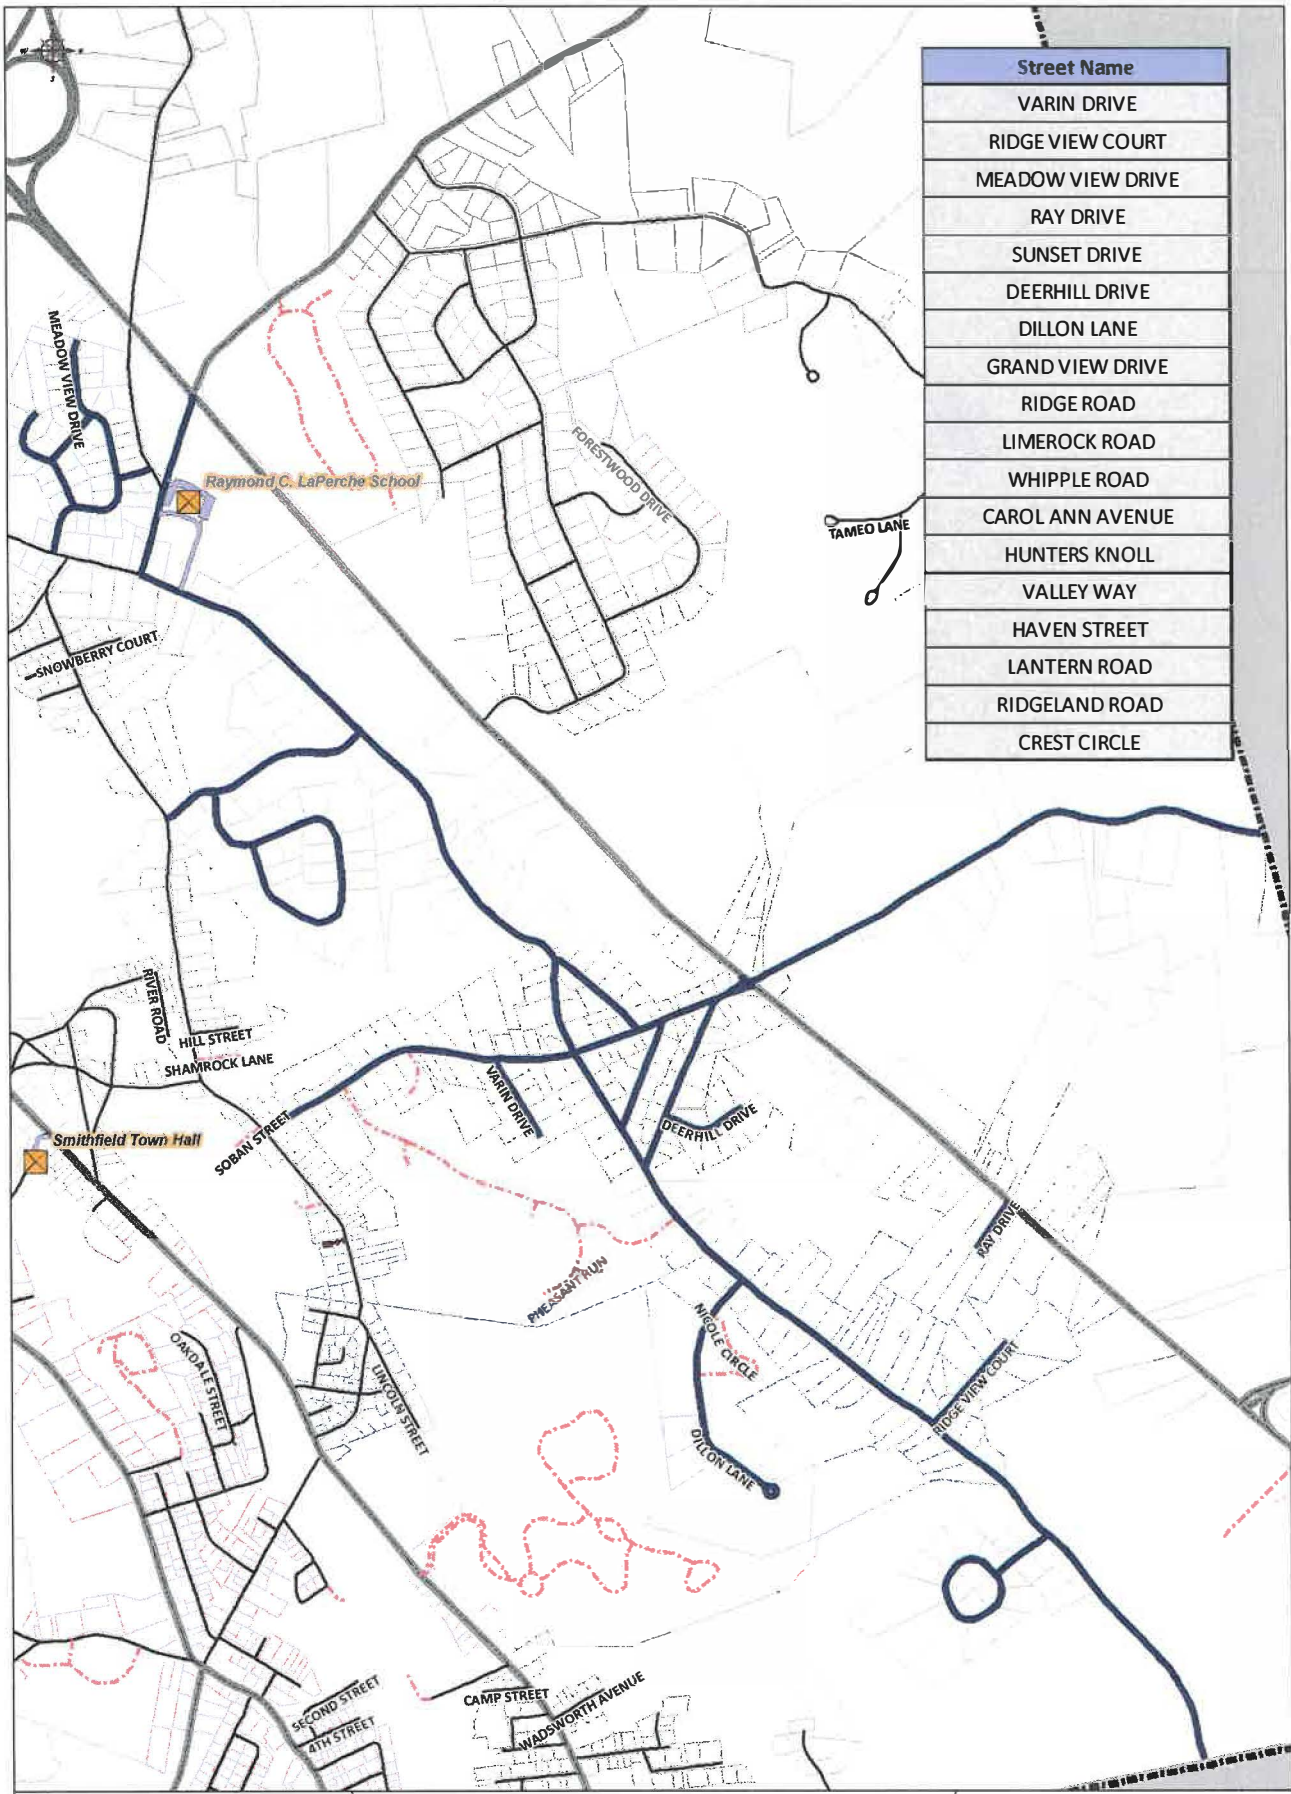 W
E
S
Street Name
VARIN DRIVE
RIDGE VIEW COURT
MEADOW VIEW DRIVE
RAY DRIVE
SUNSET DRIVE
DEERHILL DRIVE
DILLON LANE
GRAND VIEW DRIVE
RIDGE ROAD
LIMEROCK ROAD
WHIPPLE ROAD
CAROL ANN AVENUE
HUNTERS KNOLL
VALLEY WAY
HAVEN STREET
LANTERN ROAD
RIDGELAND ROAD
CREST CIRCLE
MEADOW VIEW DRIVE
Raymond C. LaPerche School
FORESTWOOD DRIVE
TAMEO LANE
SNOWBERRY COURT
RIVER ROAD
HILL STREET
SHAMROCK LANE
VARIN DRIVE
DEERHILL DRIVE
SOBAN STREET
Smithfield Town Hall
RAY DRIVE
PHEASANT RUN
NICOLE CIRCLE
OAKDALE STREET
LINCOLN STREET
RIDGE VIEW COURT
DILLON LANE
SECOND STREET
4TH STREET
CAMP STREET
WADSWORTH AVENUE